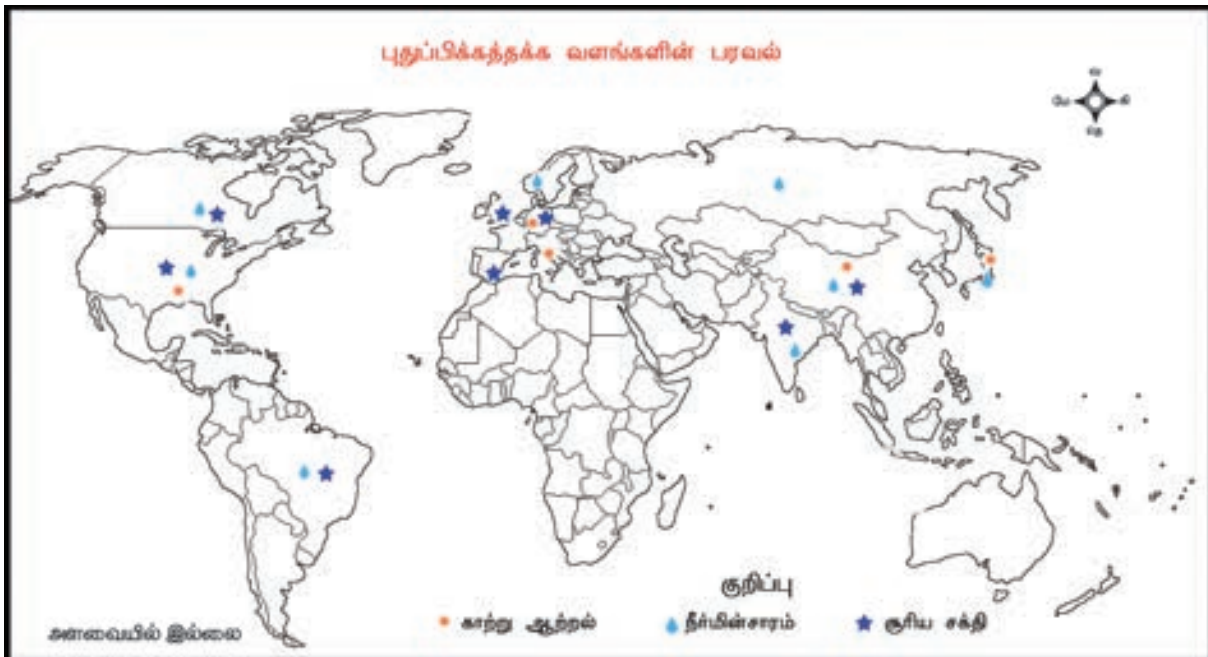 புதுப்பிக்கத்தக்க வளங்களின் பரவல்
வ
மே கி
தெ
குறிப்பு
காற்று ஆற்றல் நீர்மின்சாரம் சூரிய சக்தி
அளவையில் இல்லை